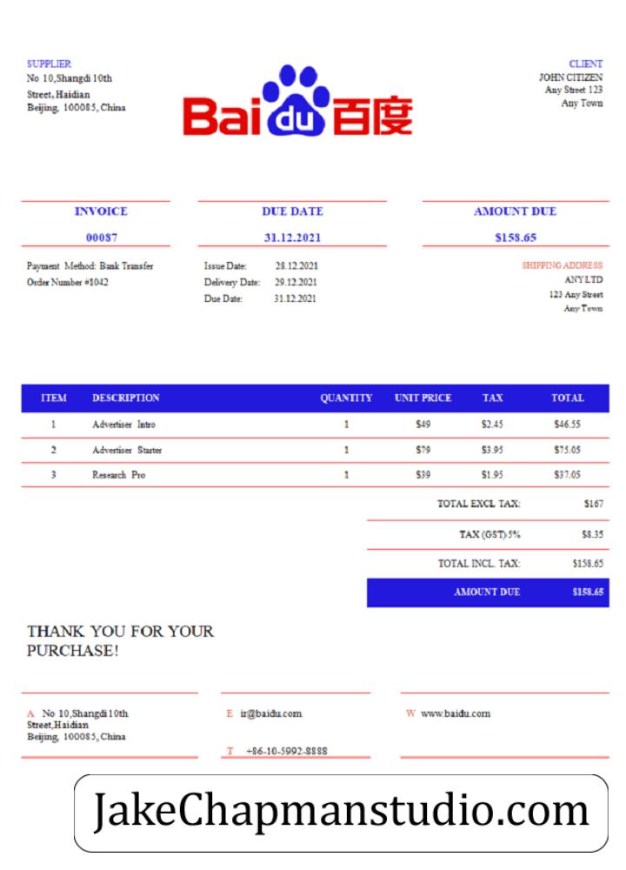 SUPPLIER
No 10,Shangdi 10th
Street, Haidian
Beijing, 100085, China
Baidu百度
CLIENT
JOHN CITIZEN
Any Street 123
Any Town
INVOICE
00087
DUE DATE
31.12.2021
AMOUNT DUE
$158.65
Payment Method: Bank Transfer
Order Number #1042
Issue Date: 28.12.2021
Delivery Date: 29.12.2021
Due Date: 31.12.2021
SHIPPING ADDRESS
ANY LTD
123 Any Street
Any Town
ITEM DESCRIPTION QUANTITY UNIT PRICE TAX TOTAL
1 Advertiser Intro 1 $49 $2.45 $46.55
2 Advertiser Starter 1 $79 $3.95 $75.05
3 Research Pro 1 $39 $1.95 $37.05
TOTAL EXCL TAX: $167
TAX (GST) 5% $8.35
TOTAL INCL. TAX: $158.65
AMOUNT DUE $158.65
THANK YOU FOR YOUR
PURCHASE!
A No 10,Shangdi 10th
Street,Haidian
Beijing, 100085, China
E ir@baidu.com
T +86-10-5992-8888
W www.baidu.com
JakeChapmanstudio.com